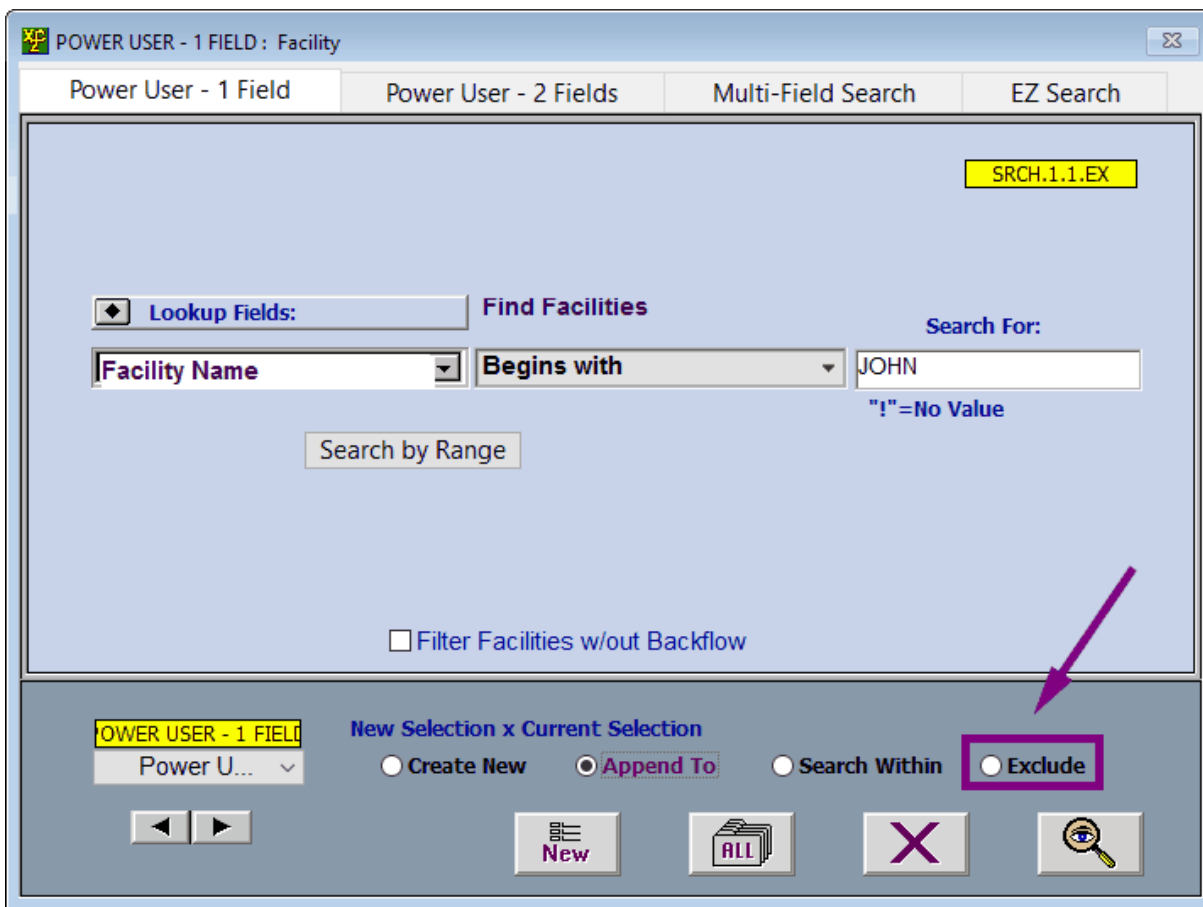 POWER USER - 1 FIELD : Facility
Power User - 1 Field
Power User - 2 Fields
Multi-Field Search
EZ Search
SRCH.1.1.EX
Lookup Fields:
Find Facilities
Search For:
Facility Name
Begins with
JOHN
"!"=No Value
Search by Range
Filter Facilities w/out Backflow
OWER USER - 1 FIELD
New Selection x Current Selection
Power U...
Create New
Append To
Search Within
Exclude
New
ALL